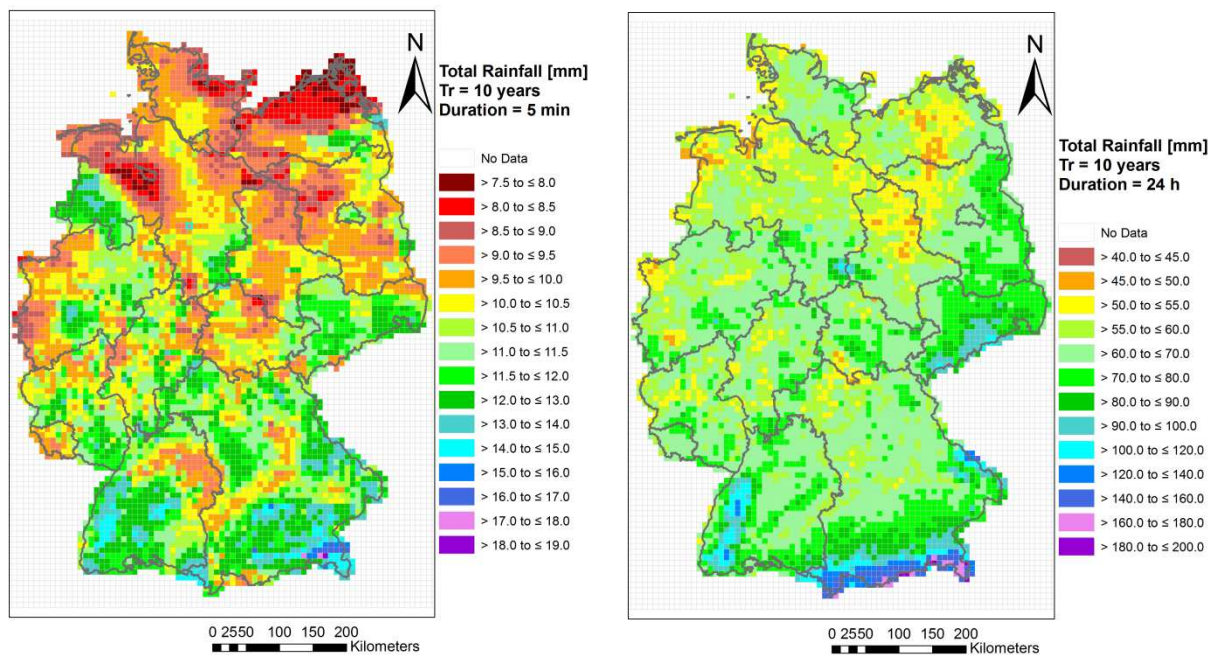 N
Total Rainfall [mm]
Tr = 10 years
Duration = 5 min
No Data
> 7.5 to ≤ 8.0
> 8.0 to ≤ 8.5
> 8.5 to ≤ 9.0
> 9.0 to ≤ 9.5
> 9.5 to ≤ 10.0
> 10.0 to ≤ 10.5
> 10.5 to ≤ 11.0
> 11.0 to ≤ 11.5
> 11.5 to ≤ 12.0
> 12.0 to ≤ 13.0
> 13.0 to ≤ 14.0
> 14.0 to ≤ 15.0
> 15.0 to ≤ 16.0
> 16.0 to ≤ 17.0
> 17.0 to ≤ 18.0
> 18.0 to ≤ 19.0
0 2550 100 150 200
Kilometers
N
Total Rainfall [mm]
Tr = 10 years
Duration = 24 h
No Data
> 40.0 to ≤ 45.0
> 45.0 to ≤ 50.0
> 50.0 to ≤ 55.0
> 55.0 to ≤ 60.0
> 60.0 to ≤ 70.0
> 70.0 to ≤ 80.0
> 80.0 to ≤ 90.0
> 90.0 to ≤ 100.0
> 100.0 to ≤ 120.0
> 120.0 to ≤ 140.0
> 140.0 to ≤ 160.0
> 160.0 to ≤ 180.0
> 180.0 to ≤ 200.0
0 2550 100 150 200
Kilometers